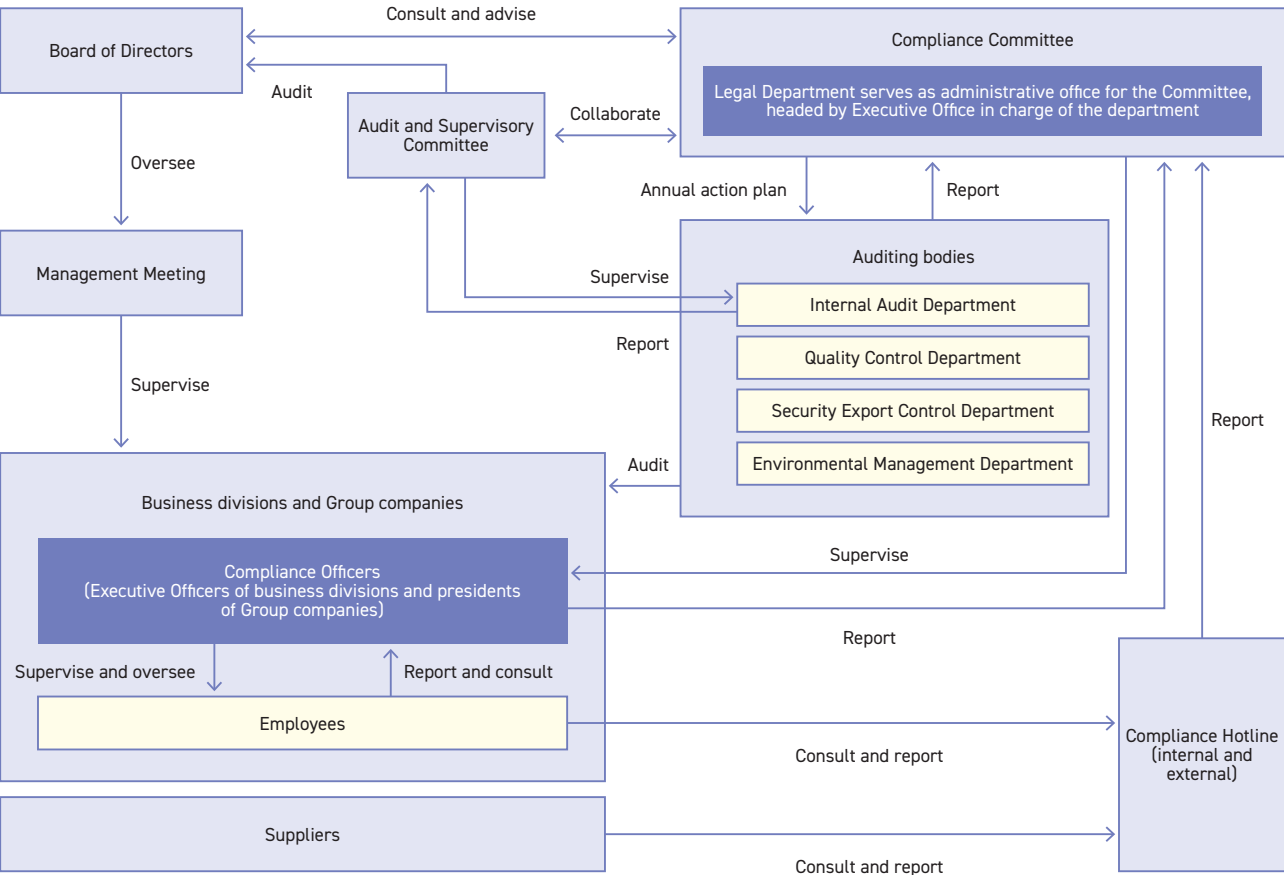 Consult and advise
Board of Directors
Compliance Committee
Legal Department serves as administrative office for the Committee,
headed by Executive Office in charge of the department
Audit
Audit and Supervisory
Committee
Collaborate
Oversee
Annual action plan
Report
Management Meeting
Auditing bodies
Supervise
Internal Audit Department
Report
Quality Control Department
Supervise
Security Export Control Department
Report
Audit
Environmental Management Department
Business divisions and Group companies
Supervise
Compliance Officers
(Executive Officers of business divisions and presidents
of Group companies)
Report
Supervise and oversee
Report and consult
Employees
Compliance Hotline
(internal and
external)
Consult and report
Suppliers
Consult and report